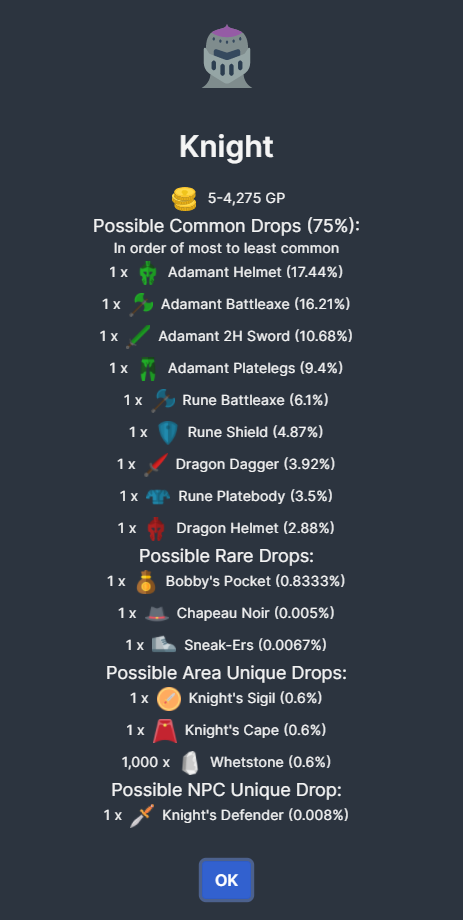 Knight
5-4,275 GP
Possible Common Drops (75%):
In order of most to least common
1 x Adamant Helmet (17.44%)
1 x Adamant Battleaxe (16.21%)
1 x Adamant 2H Sword (10.68%)
1 x Adamant Platelegs (9.4%)
1 x Rune Battleaxe (6.1%)
1 x Rune Shield (4.87%)
1 x Dragon Dagger (3.92%)
1 x Rune Platebody (3.5%)
1 x Dragon Helmet (2.88%)
Possible Rare Drops:
1 x Bobby's Pocket (0.8333%)
1 x Chapeau Noir (0.005%)
1 x Sneak-Ers (0.0067%)
Possible Area Unique Drops:
1 x Knight's Sigil (0.6%)
1 x Knight's Cape (0.6%)
1,000 x Whetstone (0.6%)
Possible NPC Unique Drop:
1 x Knight's Defender (0.008%)
OK